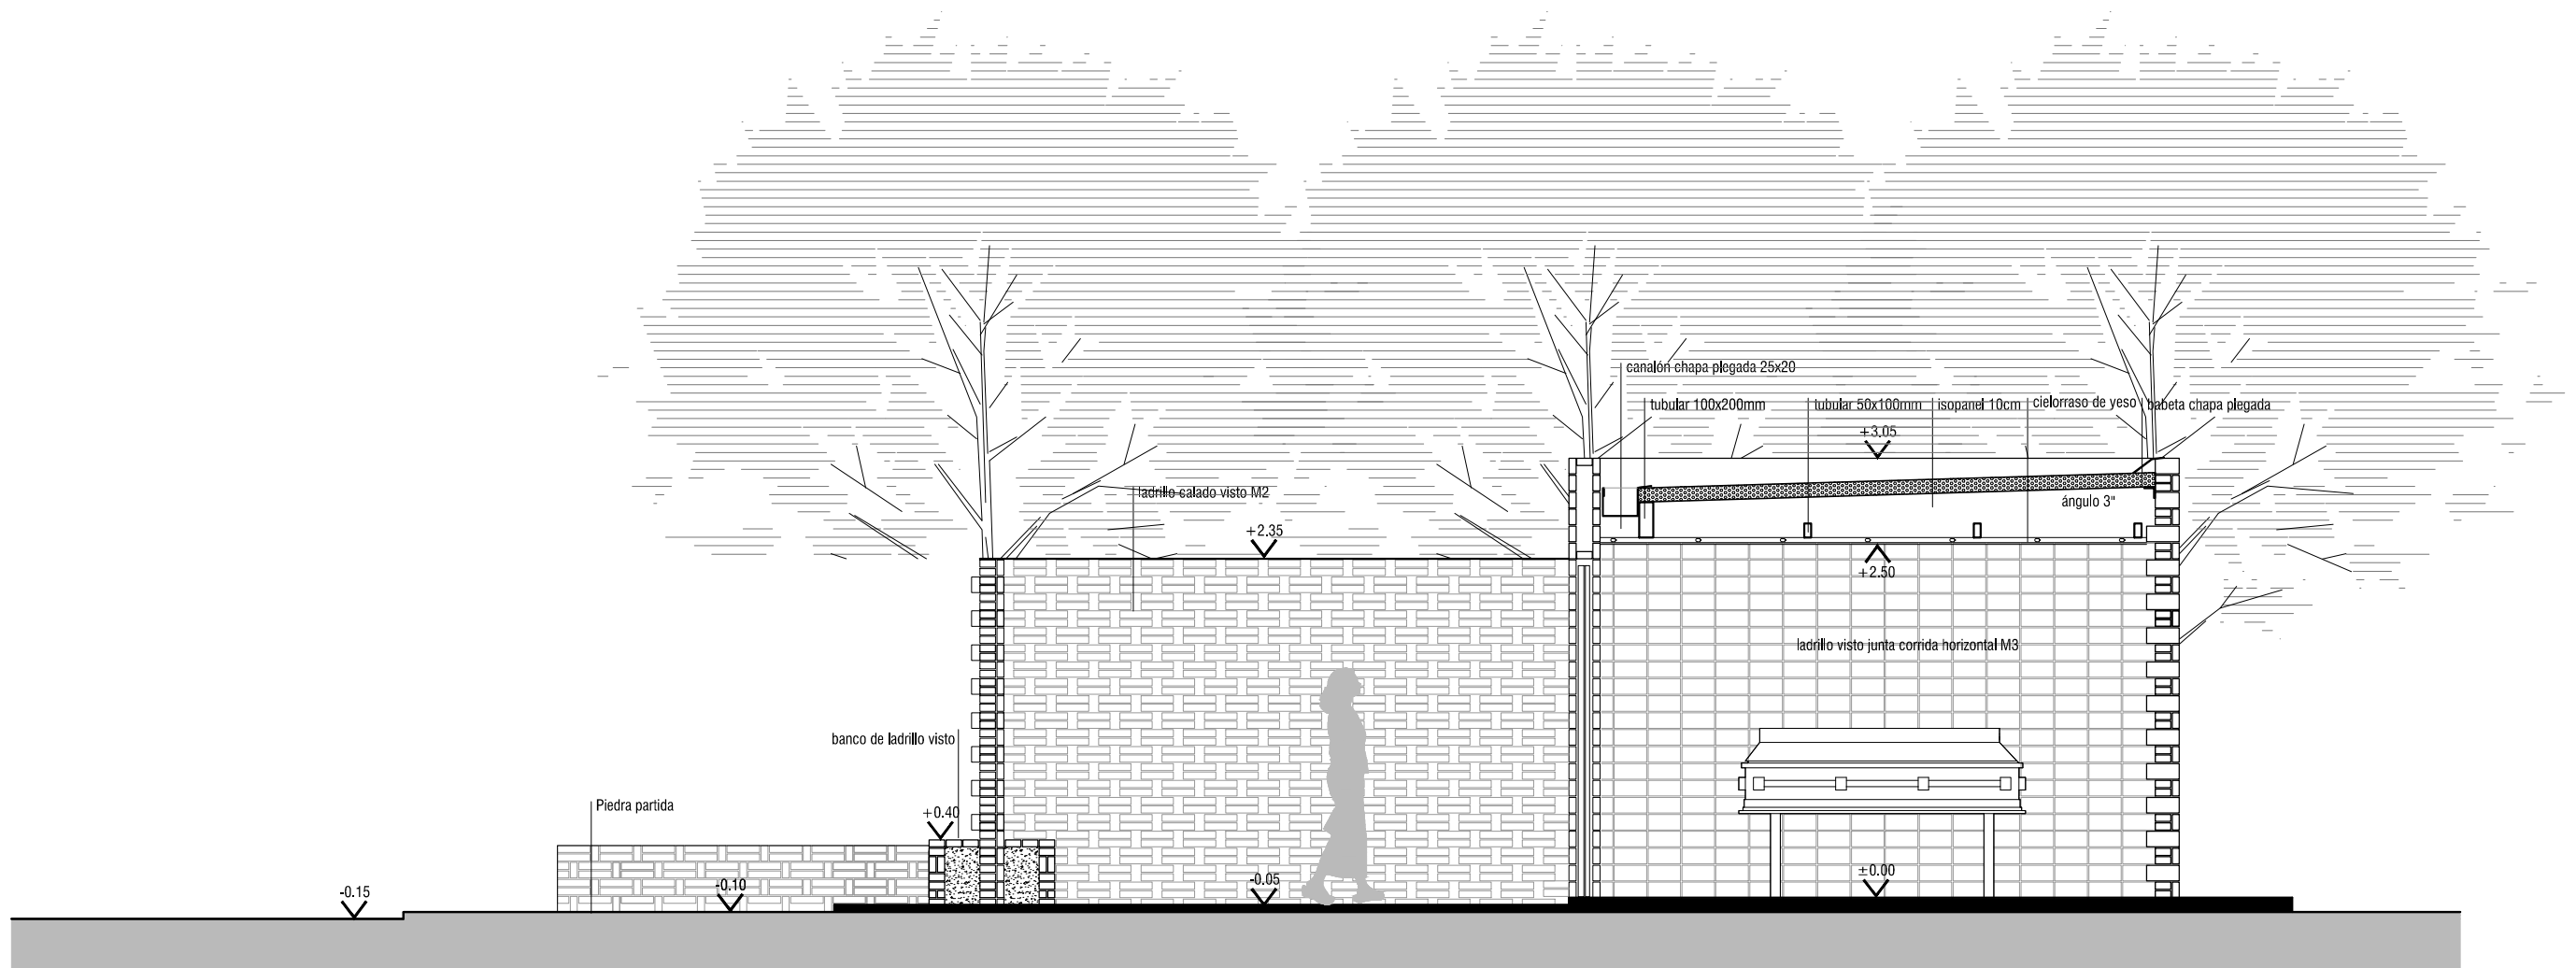 canalón chapa plegada 25x20
tubular 100x200mm
tubular 50x100mm
isopanel 10cm
cielorraso de yeso
babeta chapa plegada
+3.05
ladrillo calado visto M2
ángulo 3"
+2.35
+2.50
ladrillo visto junta corrida horizontal M3
banco de ladrillo visto
Piedra partida
+0.40
-0.15
-0.10
-0.05
±0.00